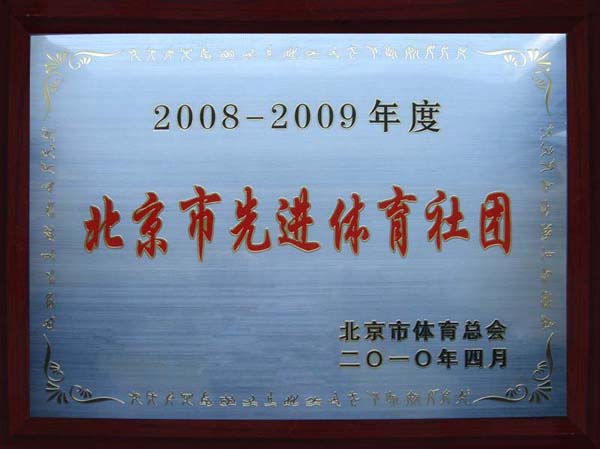 2008-2009年度
北京市先进体育社团
北京市体育总会
二〇一〇年四月